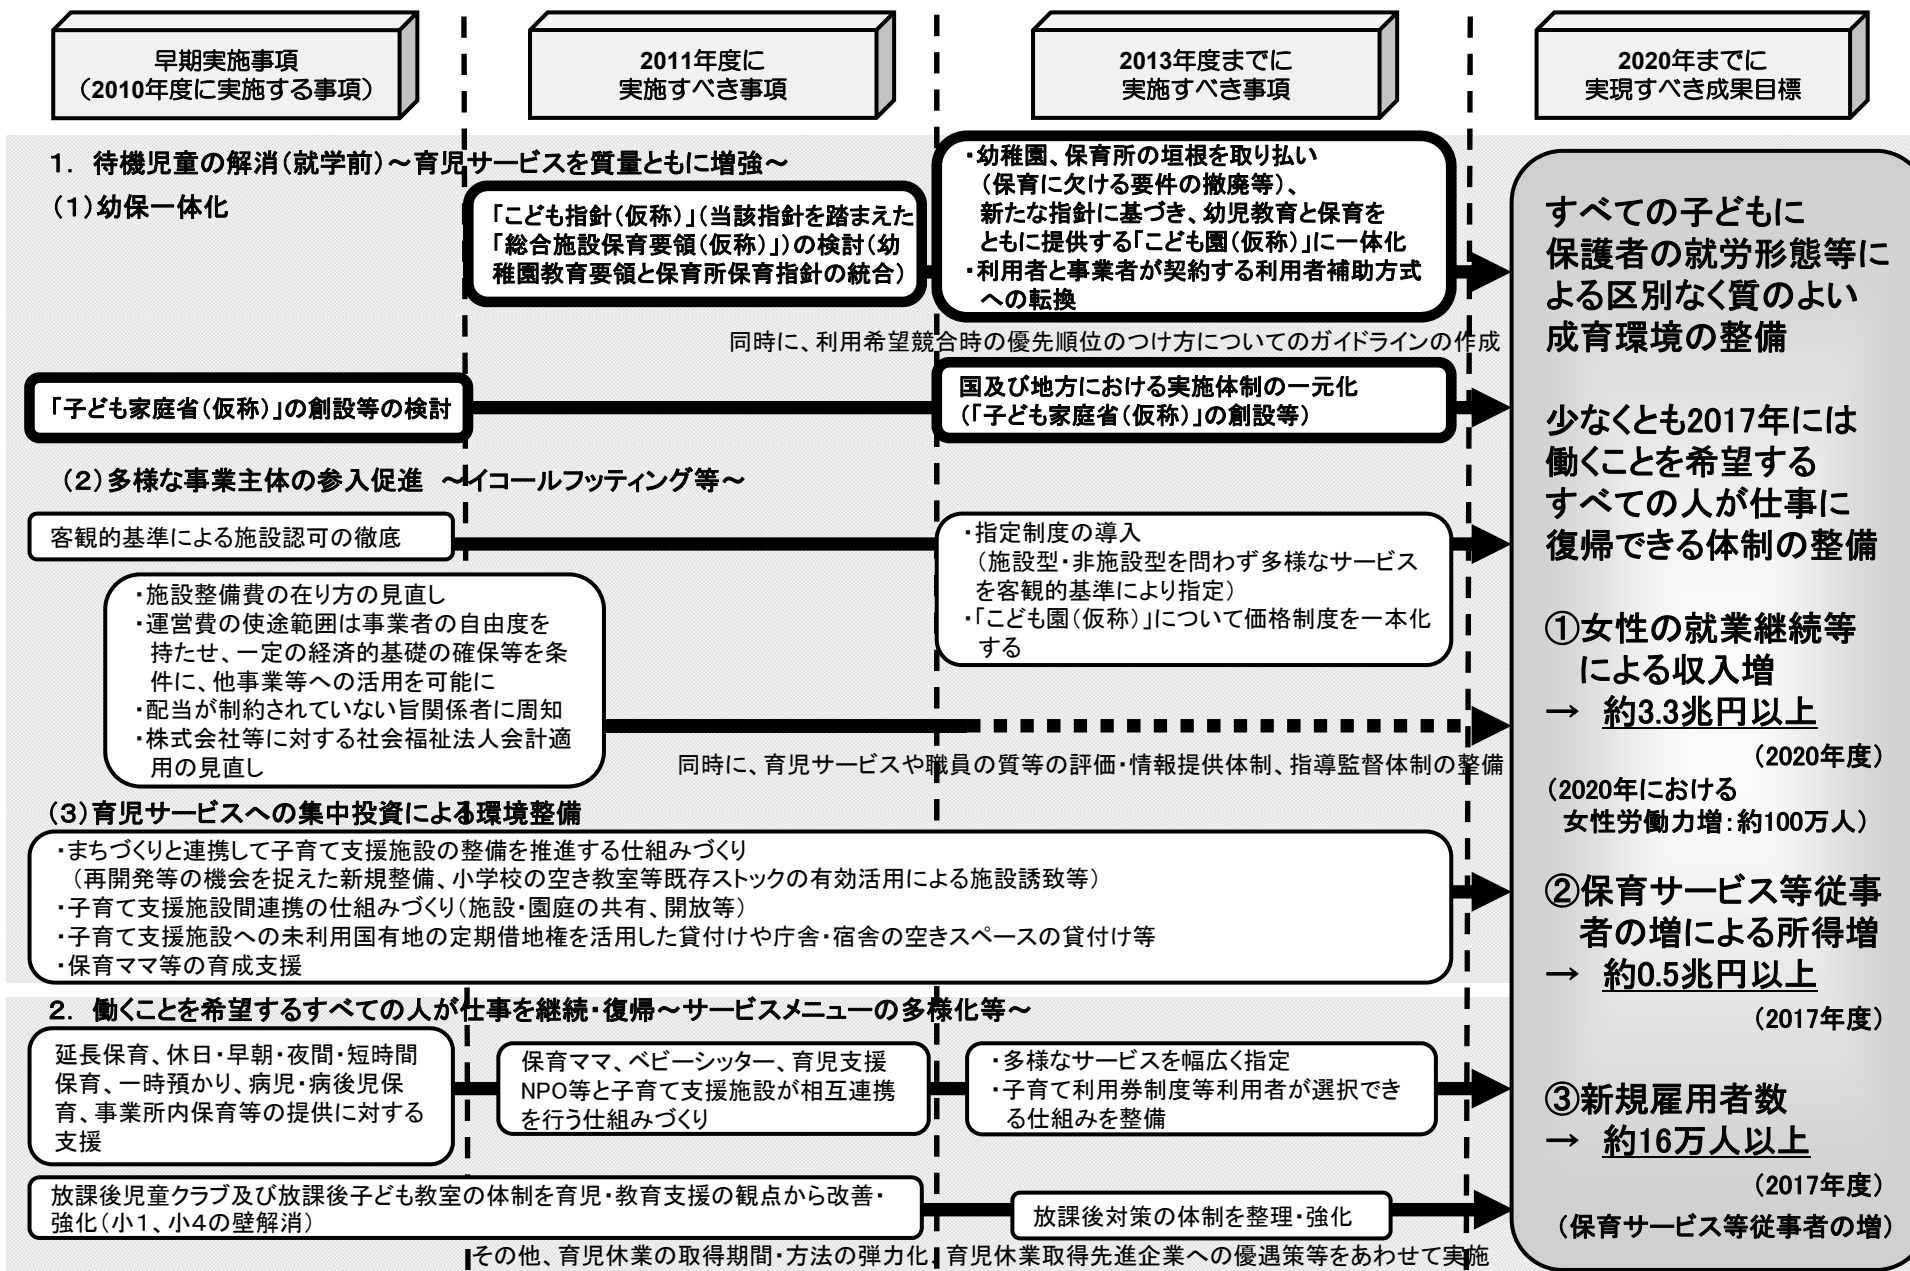 早期実施事項
（2010年度に実施する事項）
2011年度に
実施すべき事項
2013年度までに
実施すべき事項
2020年までに
実現すべき成果目標
１．待機児童の解消（就学前）～育児サービスを質量ともに増強～
（１）幼保一体化
「こども指針（仮称）」（当該指針を踏まえた
「総合施設保育要領（仮称）」）の検討（幼
稚園教育要領と保育所保育指針の統合）
・幼稚園、保育所の垣根を取り払い
（保育に欠ける要件の撤廃等）、
新たな指針に基づき、幼児教育と保育を
ともに提供する「こども園（仮称）」に一体化
・利用者と事業者が契約する利用者補助方式
への転換
同時に、利用希望競合時の優先順位のつけ方についてのガイドラインの作成
「子ども家庭省（仮称）」の創設等の検討
国及び地方における実施体制の一元化
（「子ども家庭省（仮称）」の創設等）
（２）多様な事業主体の参入促進　～イコールフッティング等～
客観的基準による施設認可の徹底
・指定制度の導入
（施設型・非施設型を問わず多様なサービス
を客観的基準により指定）
・「こども園（仮称）」について価格制度を一本化
する
・施設整備費の在り方の見直し
・運営費の使途範囲は事業者の自由度を
持たせ、一定の経済的基礎の確保等を条
件に、他事業等への活用を可能に
・配当が制約されていない旨関係者に周知
・株式会社等に対する社会福祉法人会計適
用の見直し
同時に、育児サービスや職員の質等の評価・情報提供体制、指導監督体制の整備
（３）育児サービスへの集中投資による環境整備
・まちづくりと連携して子育て支援施設の整備を推進する仕組みづくり
（再開発等の機会を捉えた新規整備、小学校の空き教室等既存ストックの有効活用による施設誘致等）
・子育て支援施設間連携の仕組みづくり（施設・園庭の共有、開放等）
・子育て支援施設への未利用国有地の定期借地権を活用した貸付けや庁舎・宿舎の空きスペースの貸付け等
・保育ママ等の育成支援
２．働くことを希望するすべての人が仕事を継続・復帰～サービスメニューの多様化等～
延長保育、休日・早朝・夜間・短時間
保育、一時預かり、病児・病後児保
育、事業所内保育等の提供に対する
支援
保育ママ、ベビーシッター、育児支援
NPO等と子育て支援施設が相互連携
を行う仕組みづくり
・多様なサービスを幅広く指定
・子育て利用券制度等利用者が選択でき
る仕組みを整備
放課後児童クラブ及び放課後子ども教室の体制を育児・教育支援の観点から改善・
強化（小１、小４の壁解消）
放課後対策の体制を整理・強化
その他、育児休業の取得期間・方法の弾力化、育児休業取得先進企業への優遇策等をあわせて実施
すべての子どもに
保護者の就労形態等に
よる区別なく質のよい
成育環境の整備
少なくとも2017年には
働くことを希望する
すべての人が仕事に
復帰できる体制の整備
①女性の就業継続等
による収入増
→　約3.3兆円以上
（2020年度）
（2020年における
女性労働力増：約100万人）
②保育サービス等従事
者の増による所得増
→　約0.5兆円以上
（2017年度）
③新規雇用者数
→　約16万人以上
（2017年度）
（保育サービス等従事者の増）